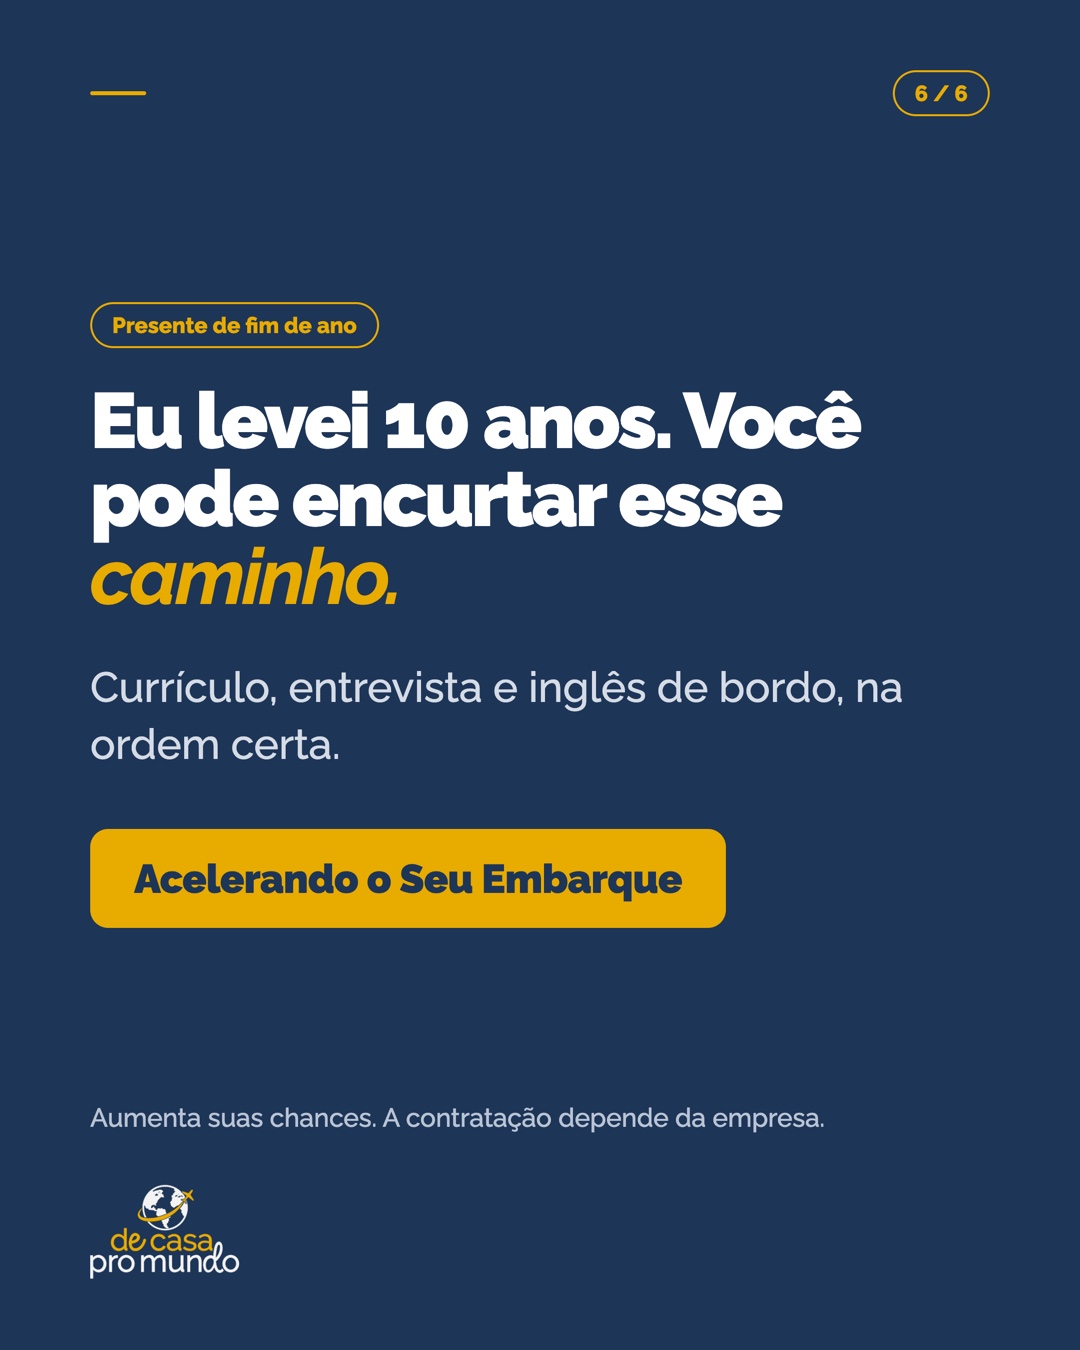 6 / 6
Presente de fim de ano
Eu levei 10 anos. Você
pode encurtar esse
caminho.
Currículo, entrevista e inglês de bordo, na
ordem certa.
Acelerando o Seu Embarque
Aumenta suas chances. A contratação depende da empresa.
de casa
pro mundo